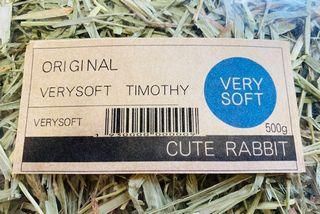 ORIGINAL
VERYSOFT TIMOTHY
VERY
SOFT
VERYSOFT
500g
CUTE RABBIT